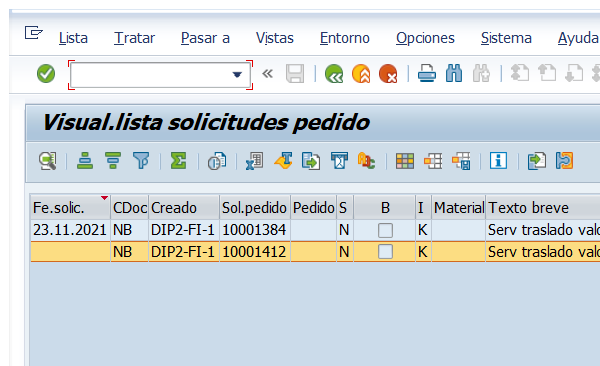 Lista Tratar Pasar a Vistas Entorno Opciones Sistema Ayuda
Visual.lista solicitudes pedido
Fe.solic. CDoc Creado Sol.pedido Pedido S B I Material Texto breve
23.11.2021 NB DIP2-FI-1 10001384 N K Serv traslado valo
NB DIP2-FI-1 10001412 N K Serv traslado valo